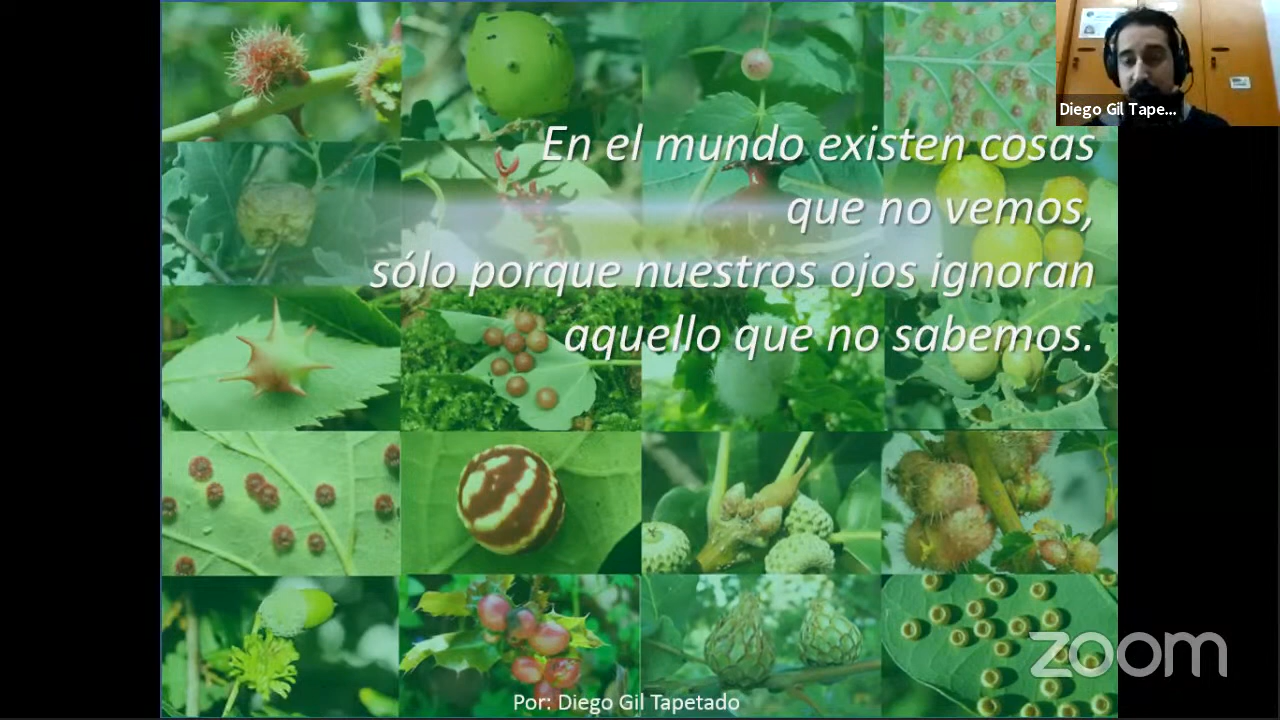 Diego Gil Tape...
En el mundo existen cosas
que no vemos,
sólo porque nuestros ojos ignoran
aquello que no sabemos.
zoom
Por: Diego Gil Tapetado